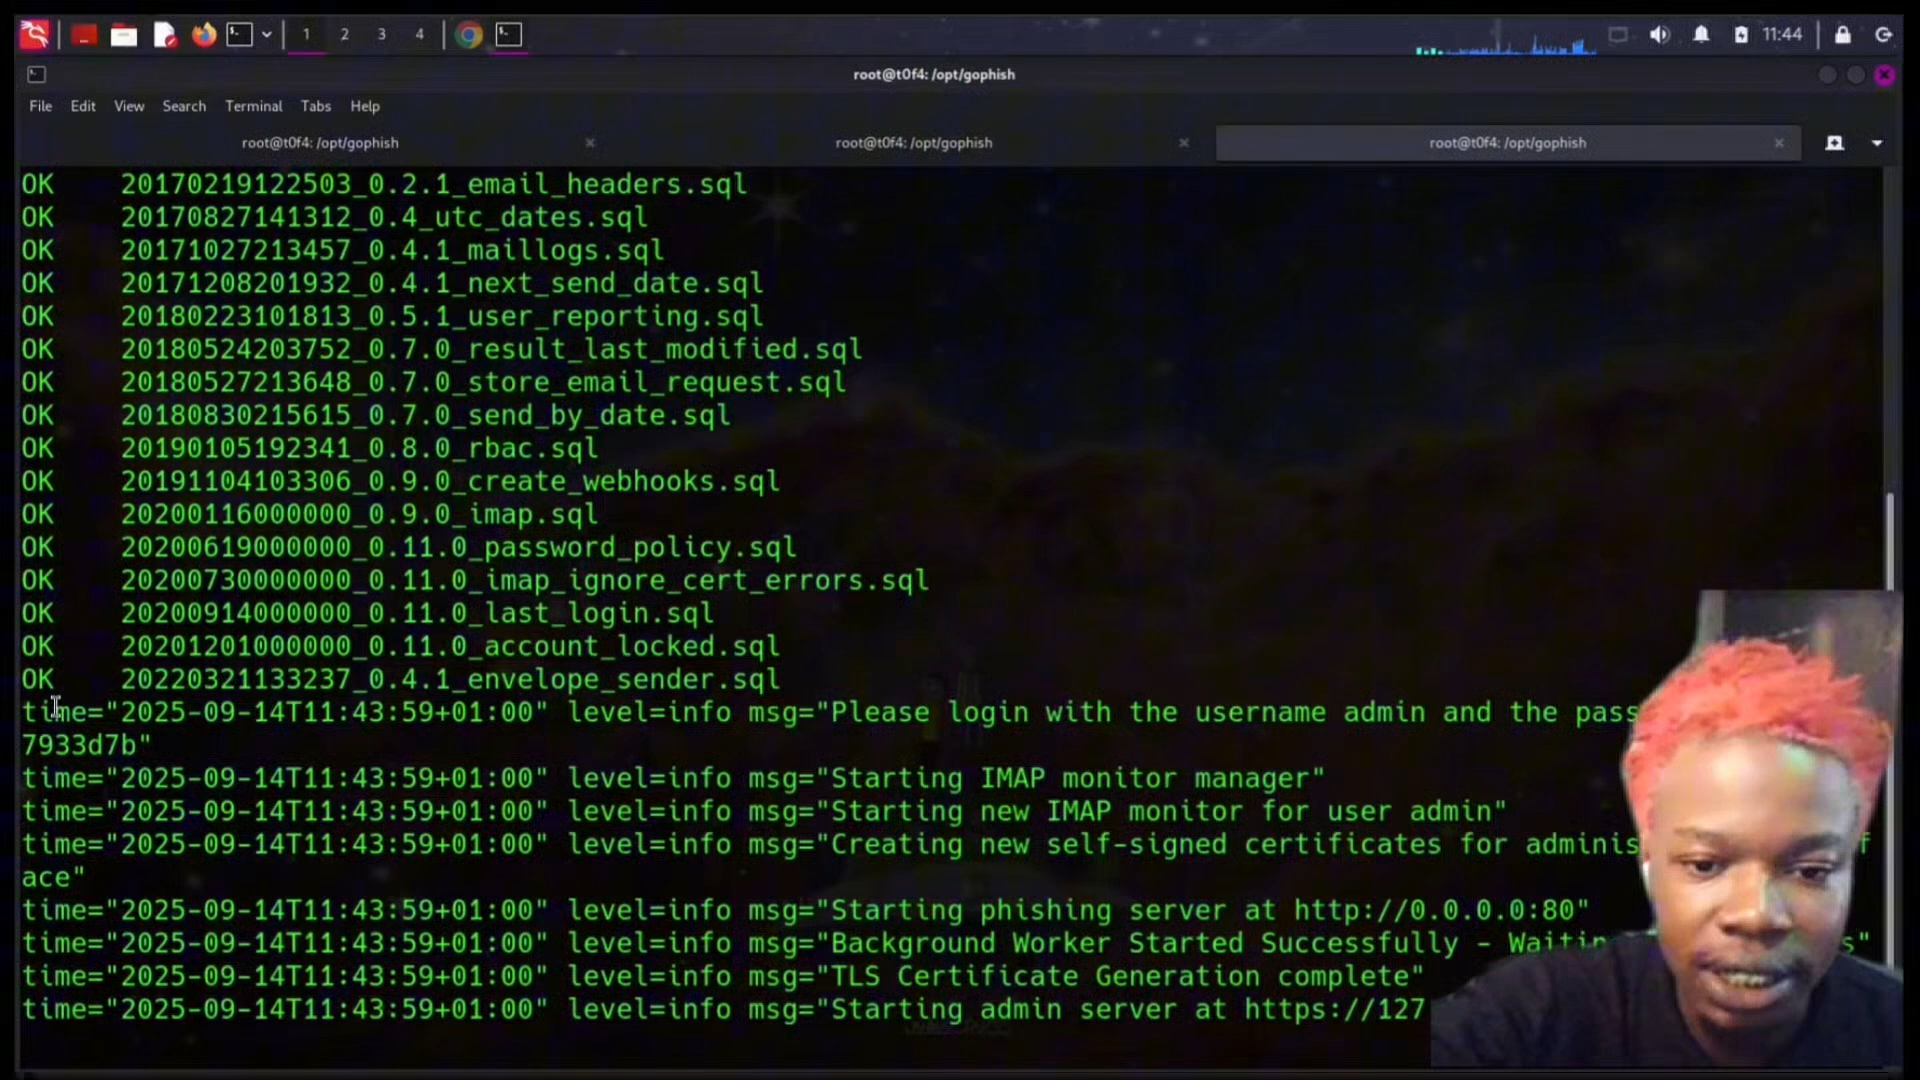 1 2 3 4 11:44
root@t0f4: /opt/gophish
File Edit View Search Terminal Tabs Help
root@t0f4: /opt/gophish root@t0f4: /opt/gophish root@t0f4: /opt/gophish
OK 20170219122503_0.2.1_email_headers.sql
OK 20170827141312_0.4_utc_dates.sql
OK 20171027213457_0.4.1_maillogs.sql
OK 20171208201932_0.4.1_next_send_date.sql
OK 20180223101813_0.5.1_user_reporting.sql
OK 20180524203752_0.7.0_result_last_modified.sql
OK 20180527213648_0.7.0_store_email_request.sql
OK 20180830215615_0.7.0_send_by_date.sql
OK 20190105192341_0.8.0_rbac.sql
OK 20191104103306_0.9.0_create_webhooks.sql
OK 20200116000000_0.9.0_imap.sql
OK 20200619000000_0.11.0_password_policy.sql
OK 20200730000000_0.11.0_imap_ignore_cert_errors.sql
OK 20200914000000_0.11.0_last_login.sql
OK 20201201000000_0.11.0_account_locked.sql
OK 20220321133237_0.4.1_envelope_sender.sql
time="2025-09-14T11:43:59+01:00" level=info msg="Please login with the username admin and the pass
7933d7b"
time="2025-09-14T11:43:59+01:00" level=info msg="Starting IMAP monitor manager"
time="2025-09-14T11:43:59+01:00" level=info msg="Starting new IMAP monitor for user admin"
time="2025-09-14T11:43:59+01:00" level=info msg="Creating new self-signed certificates for adminis f
ace"
time="2025-09-14T11:43:59+01:00" level=info msg="Starting phishing server at http://0.0.0.0:80"
time="2025-09-14T11:43:59+01:00" level=info msg="Background Worker Started Successfully - Waitin s"
time="2025-09-14T11:43:59+01:00" level=info msg="TLS Certificate Generation complete"
time="2025-09-14T11:43:59+01:00" level=info msg="Starting admin server at https://127